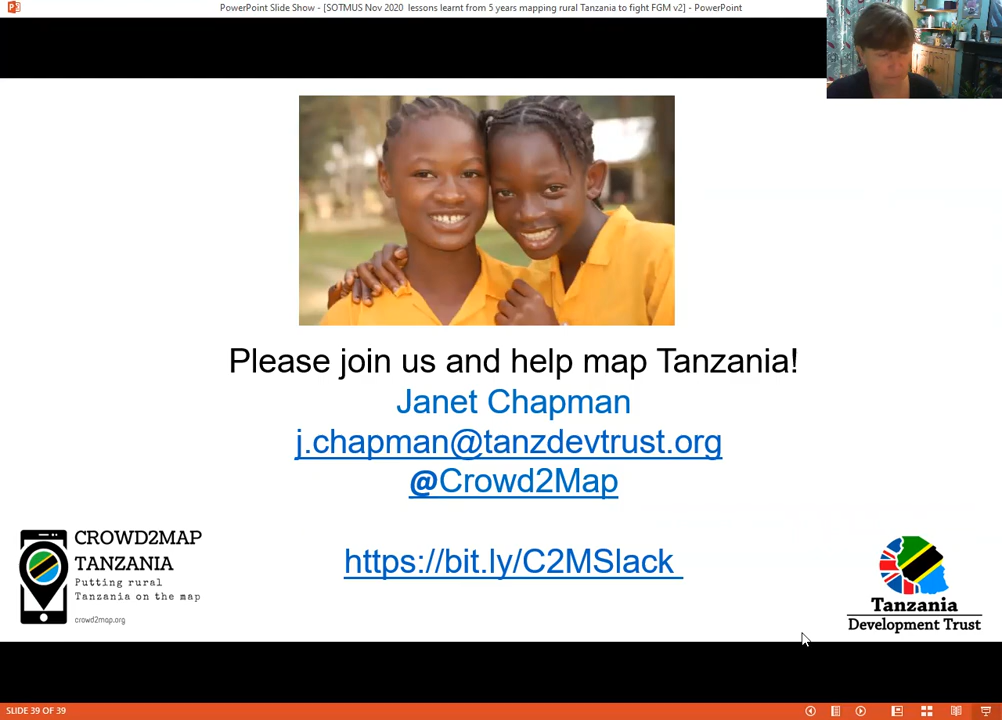 PowerPoint Slide Show - [SOTMUS Nov 2020 lessons learnt from 5 years mapping rural Tanzania to fight FGM v2] - PowerPoint
Please join us and help map Tanzania!
Janet Chapman
j.chapman@tanzdevtrust.org
@Crowd2Map
https://bit.ly/C2MSlack
CROWD2MAP
TANZANIA
Putting rural
Tanzania on the map
crowd2map.org
Tanzania
Development Trust
SLIDE 39 OF 39